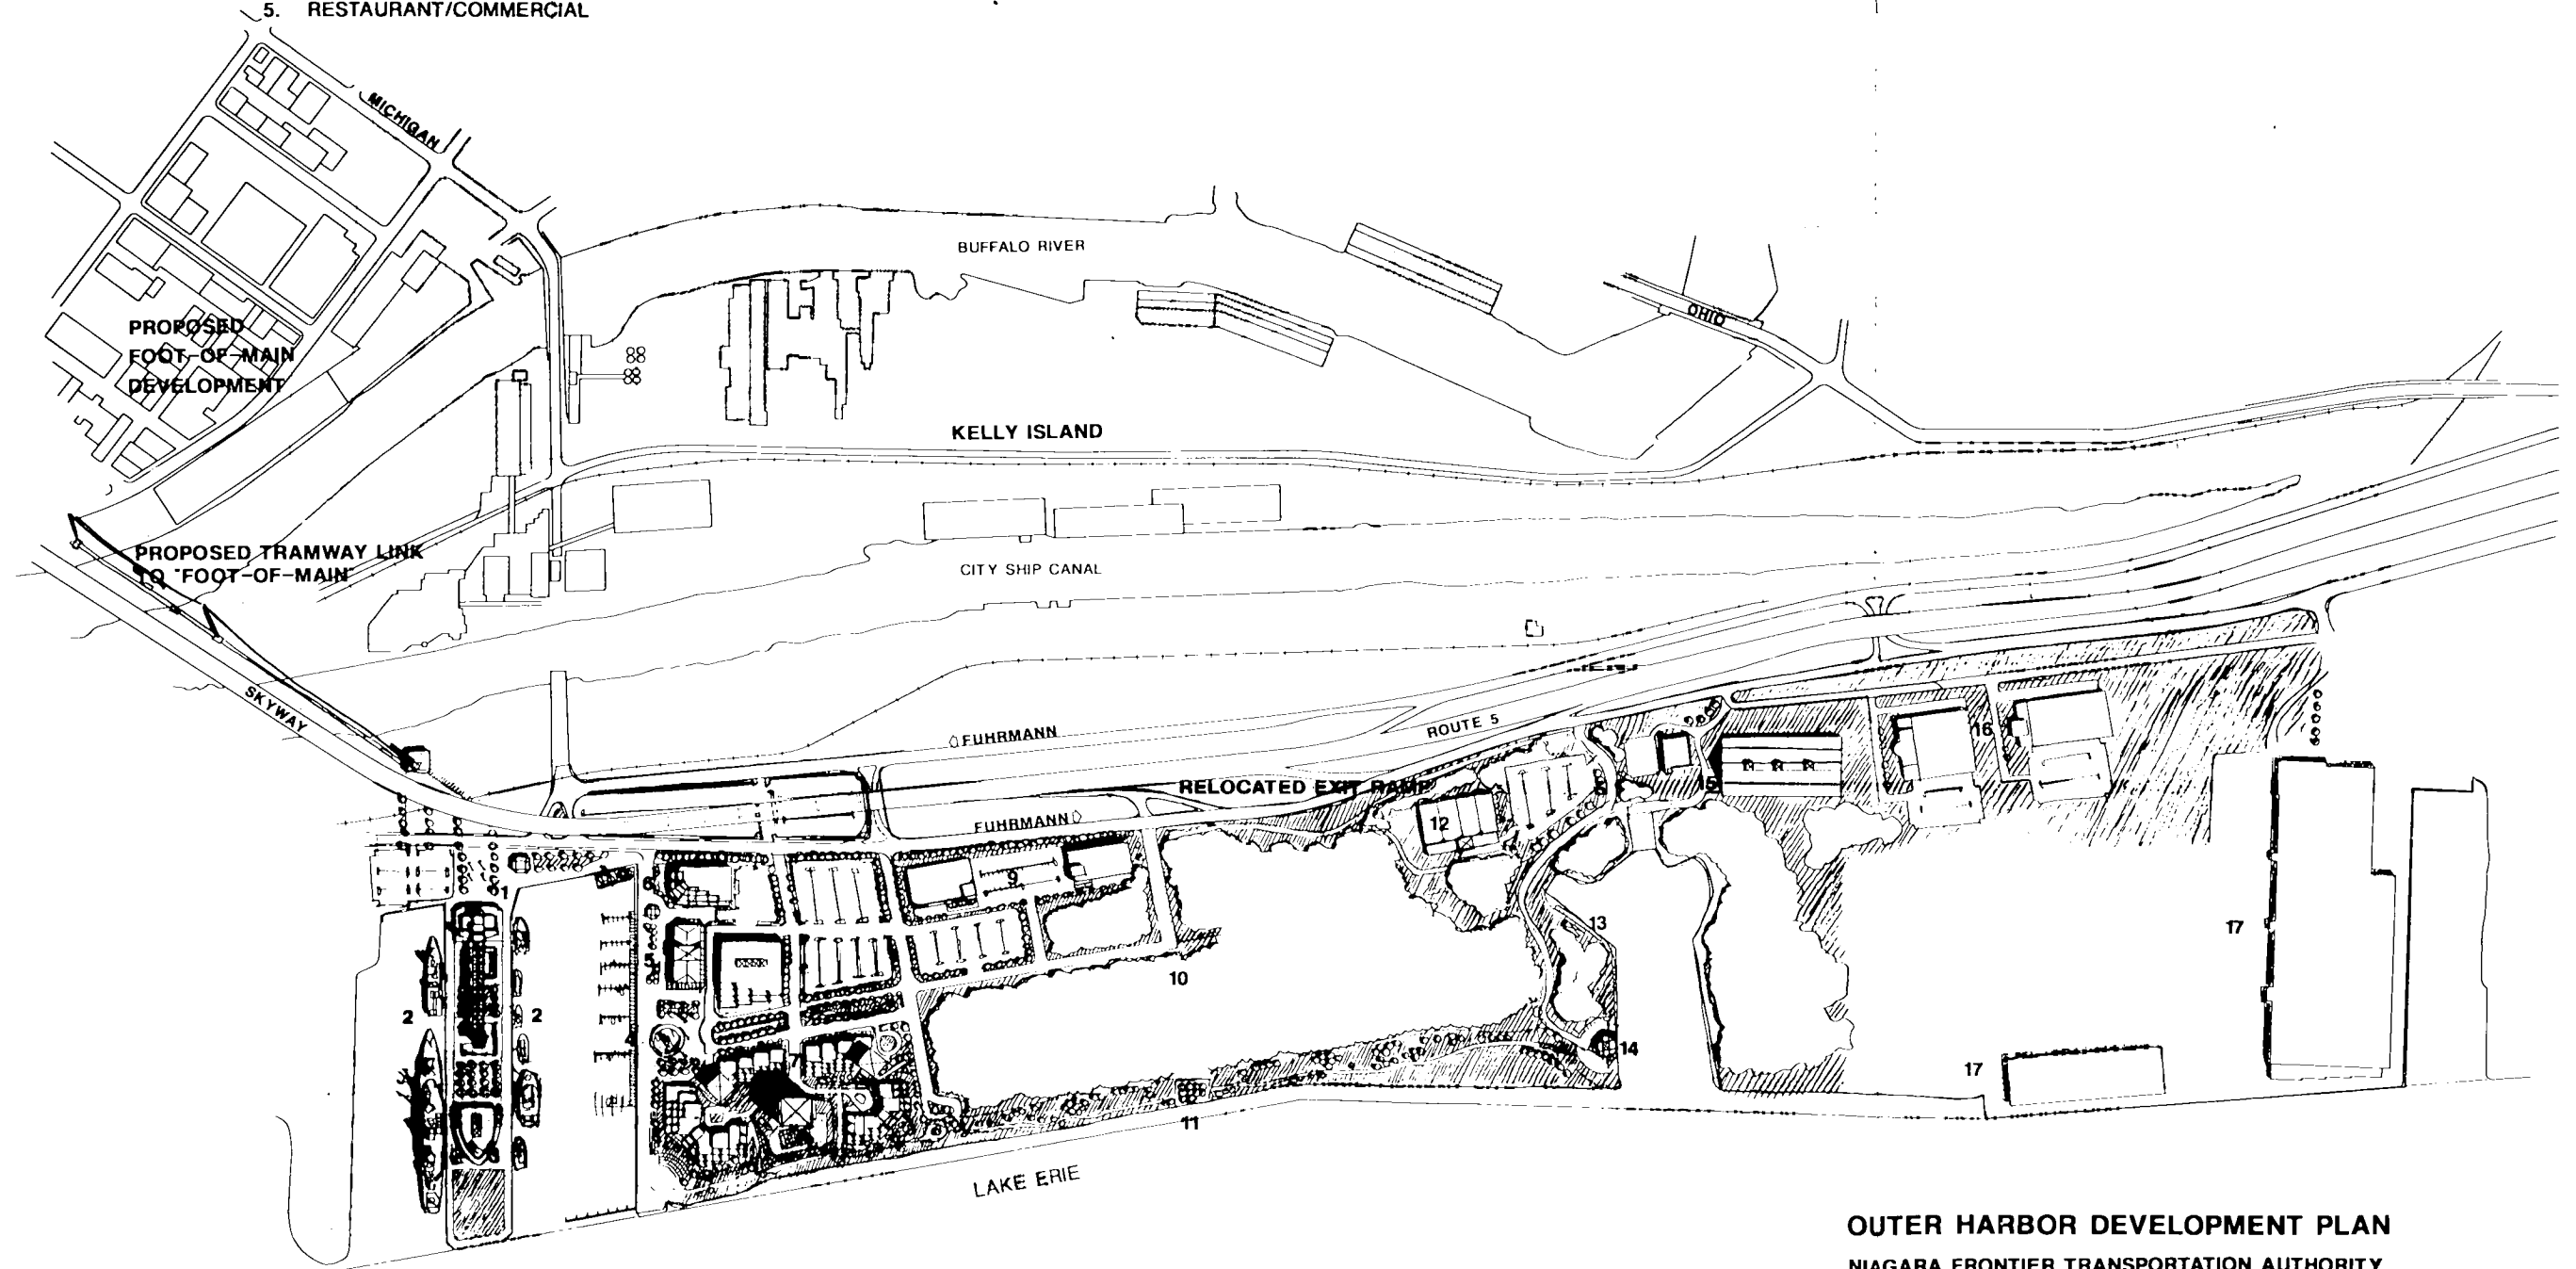 5. RESTAURANT/COMMERCIAL
MICHIGAN
BUFFALO RIVER
OHIO
PROPOSED
FOOT-OF-MAIN
DEVELOPMENT
KELLY ISLAND
PROPOSED TRAMWAY LINK
TO "FOOT-OF-MAIN"
CITY SHIP CANAL
SKYWAY
FUHRMANN
ROUTE 5
16
RELOCATED EXIT RAMP
15
FUHRMANN
12
9
6
1
13
17
10
2
2
14
7
17
11
LAKE ERIE
OUTER HARBOR DEVELOPMENT PLAN
NIAGARA FRONTIER TRANSPORTATION AUTHORITY